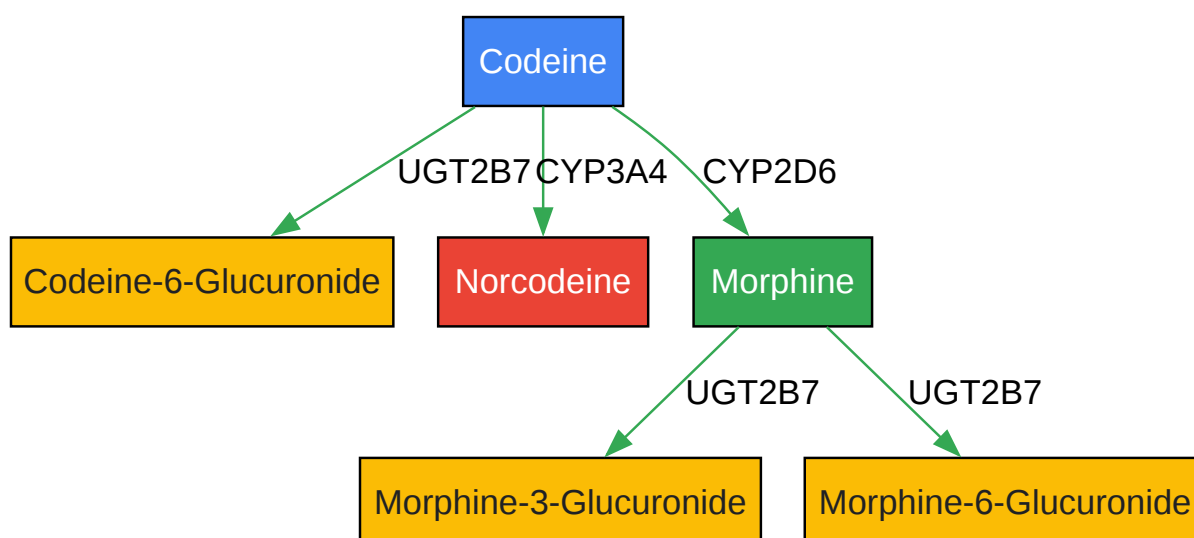 Codeine
UGT2B7 CYP3A4 CYP2D6
Codeine-6-Glucuronide Norcodeine Morphine
UGT2B7 UGT2B7
Morphine-3-Glucuronide Morphine-6-Glucuronide